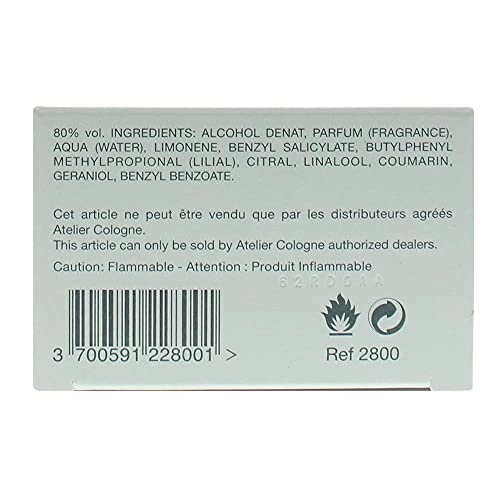 80% vol. INGREDIENTS: ALCOHOL DENAT, PARFUM (FRAGRANCE),
AQUA (WATER), LIMONENE, BENZYL SALICYLATE, BUTYLPHENYL
METHYLPROPIONAL (LILIAL), CITRAL, LINALOOL, COUMARIN,
GERANIOL, BENZYL BENZOATE.
Cet article ne peut être vendu que par les distributeurs agréés
Atelier Cologne.
This article can only be sold by Atelier Cologne authorized dealers.
Caution: Flammable - Attention : Produit Inflammable
3 700591 228001 >
Ref 2800